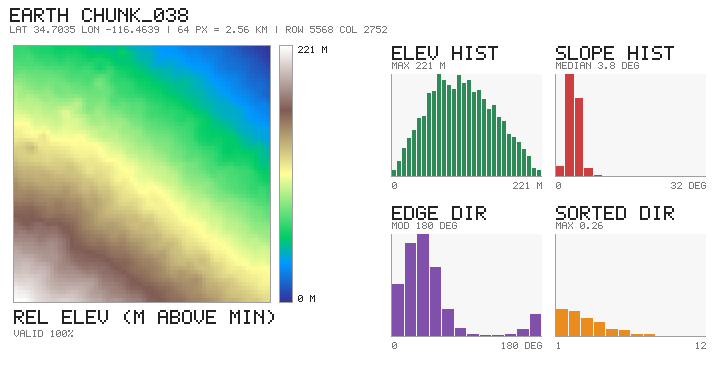 EARTH CHUNK_038
LAT 34.7035 LON -116.4639 | 64 PX = 2.56 KM | ROW 5568 COL 2752
221 M
0 M
REL ELEV (M ABOVE MIN)
VALID 100%
ELEV HIST
MAX 221 M
0 221 M
SLOPE HIST
MEDIAN 3.8 DEG
0 32 DEG
EDGE DIR
MOD 180 DEG
0 180 DEG
SORTED DIR
MAX 0.26
1 12